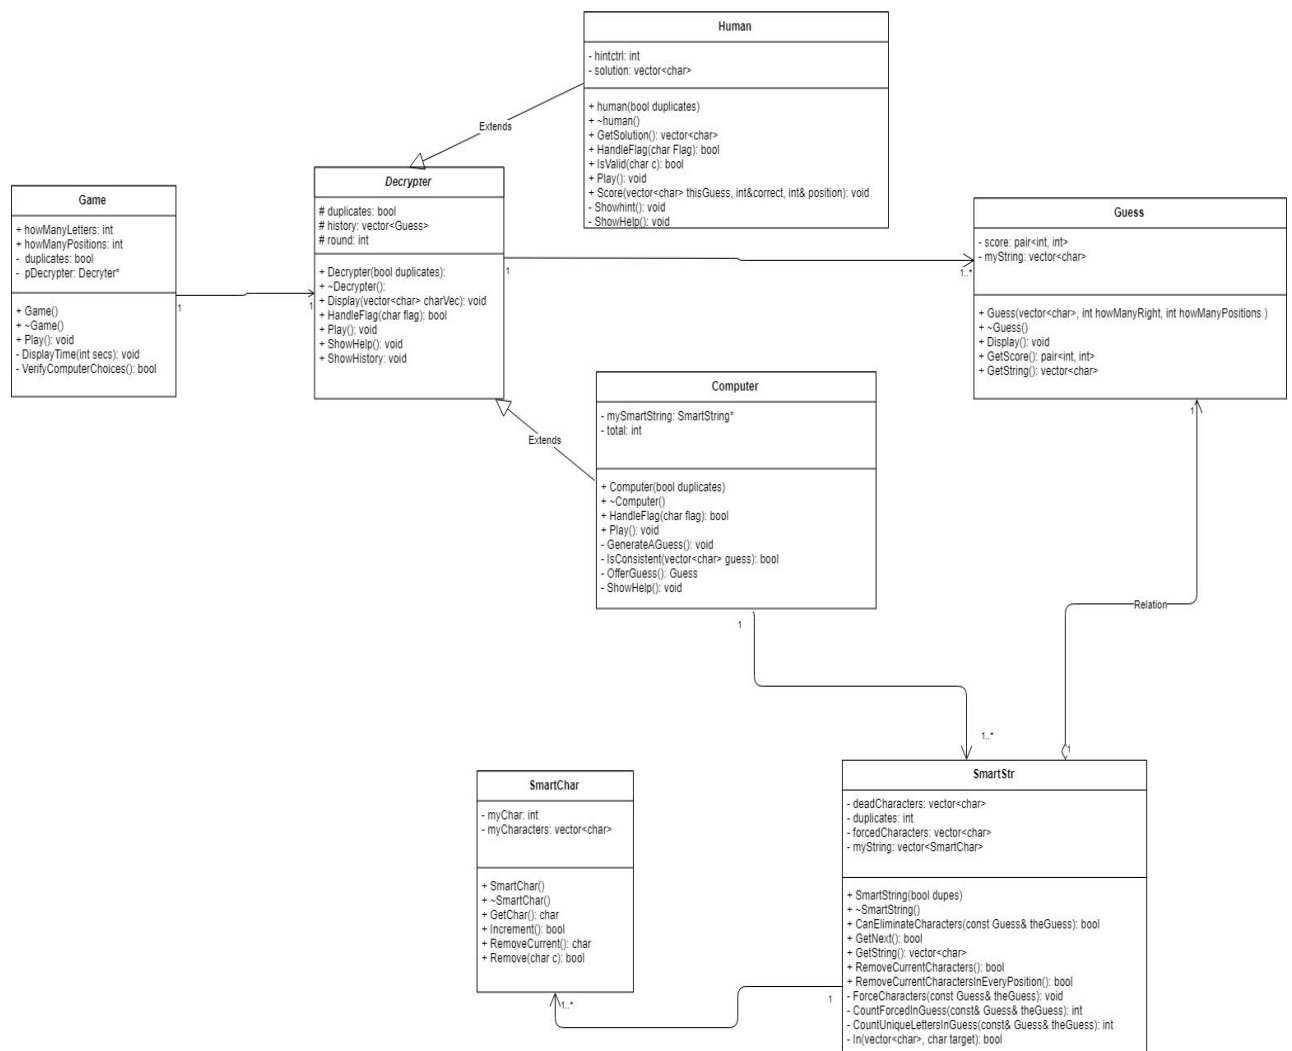 Human
- hintctrl: int
- solution: vector<char>
+ human(bool duplicates)
+ ~human()
+ GetSolution(): vector<char>
+ HandleFlag(char Flag): bool
+ IsValid(char c): bool
+ Play(): void
+ Score(vector<char> thisGuess, int&correct, int& position): void
- Showhint(): void
- ShowHelp(): void
Extends
Decrypter
# duplicates: bool
# history: vector<Guess>
# round: int
+ Decrypter(bool duplicates):
+ ~Decrypter():
+ Display(vector<char> charVec): void
+ HandleFlag(char flag): bool
+ Play(): void
+ ShowHelp(): void
+ ShowHistory: void
Game
+ howManyLetters: int
+ howManyPositions: int
- duplicates: bool
- pDecrypter: Decryter*
+ Game()
+ ~Game()
+ Play(): void
- DisplayTime(int secs): void
- VerifyComputerChoices(): bool
1
1
1
1..*
Guess
- score: pair<int, int>
- myString: vector<char>
+ Guess(vector<char>, int howManyRight, int howManyPositions )
+ ~Guess()
+ Display(): void
+ GetScore(): pair<int, int>
+ GetString(): vector<char>
1
Extends
Computer
- mySmartString: SmartString*
- total: int
+ Computer(bool duplicates)
+ ~Computer()
+ HandleFlag(char flag): bool
+ Play(): void
- GenerateAGuess(): void
- IsConsistent(vector<char> guess): bool
- OfferGuess(): Guess
- ShowHelp(): void
1
Relation
1..*
1
SmartChar
- myChar: int
- myCharacters: vector<char>
+ SmartChar()
+ ~SmartChar()
+ GetChar(): char
+ Increment(): bool
+ RemoveCurrent(): char
+ Remove(char c): bool
1..*
1
SmartStr
- deadCharacters: vector<char>
- duplicates: int
- forcedCharacters: vector<char>
- myString: vector<SmartChar>
+ SmartString(bool dupes)
+ ~SmartString()
+ CanEliminateCharacters(const Guess& theGuess): bool
+ GetNext(): bool
+ GetString(): vector<char>
+ RemoveCurrentCharacters(): bool
+ RemoveCurrentCharactersInEveryPosition(): bool
- ForceCharacters(const Guess& theGuess): void
- CountForcedInGuess(const& Guess& theGuess): int
- CountUniqueLettersInGuess(const& Guess& theGuess): int
- In(vector<char>, char target): bool